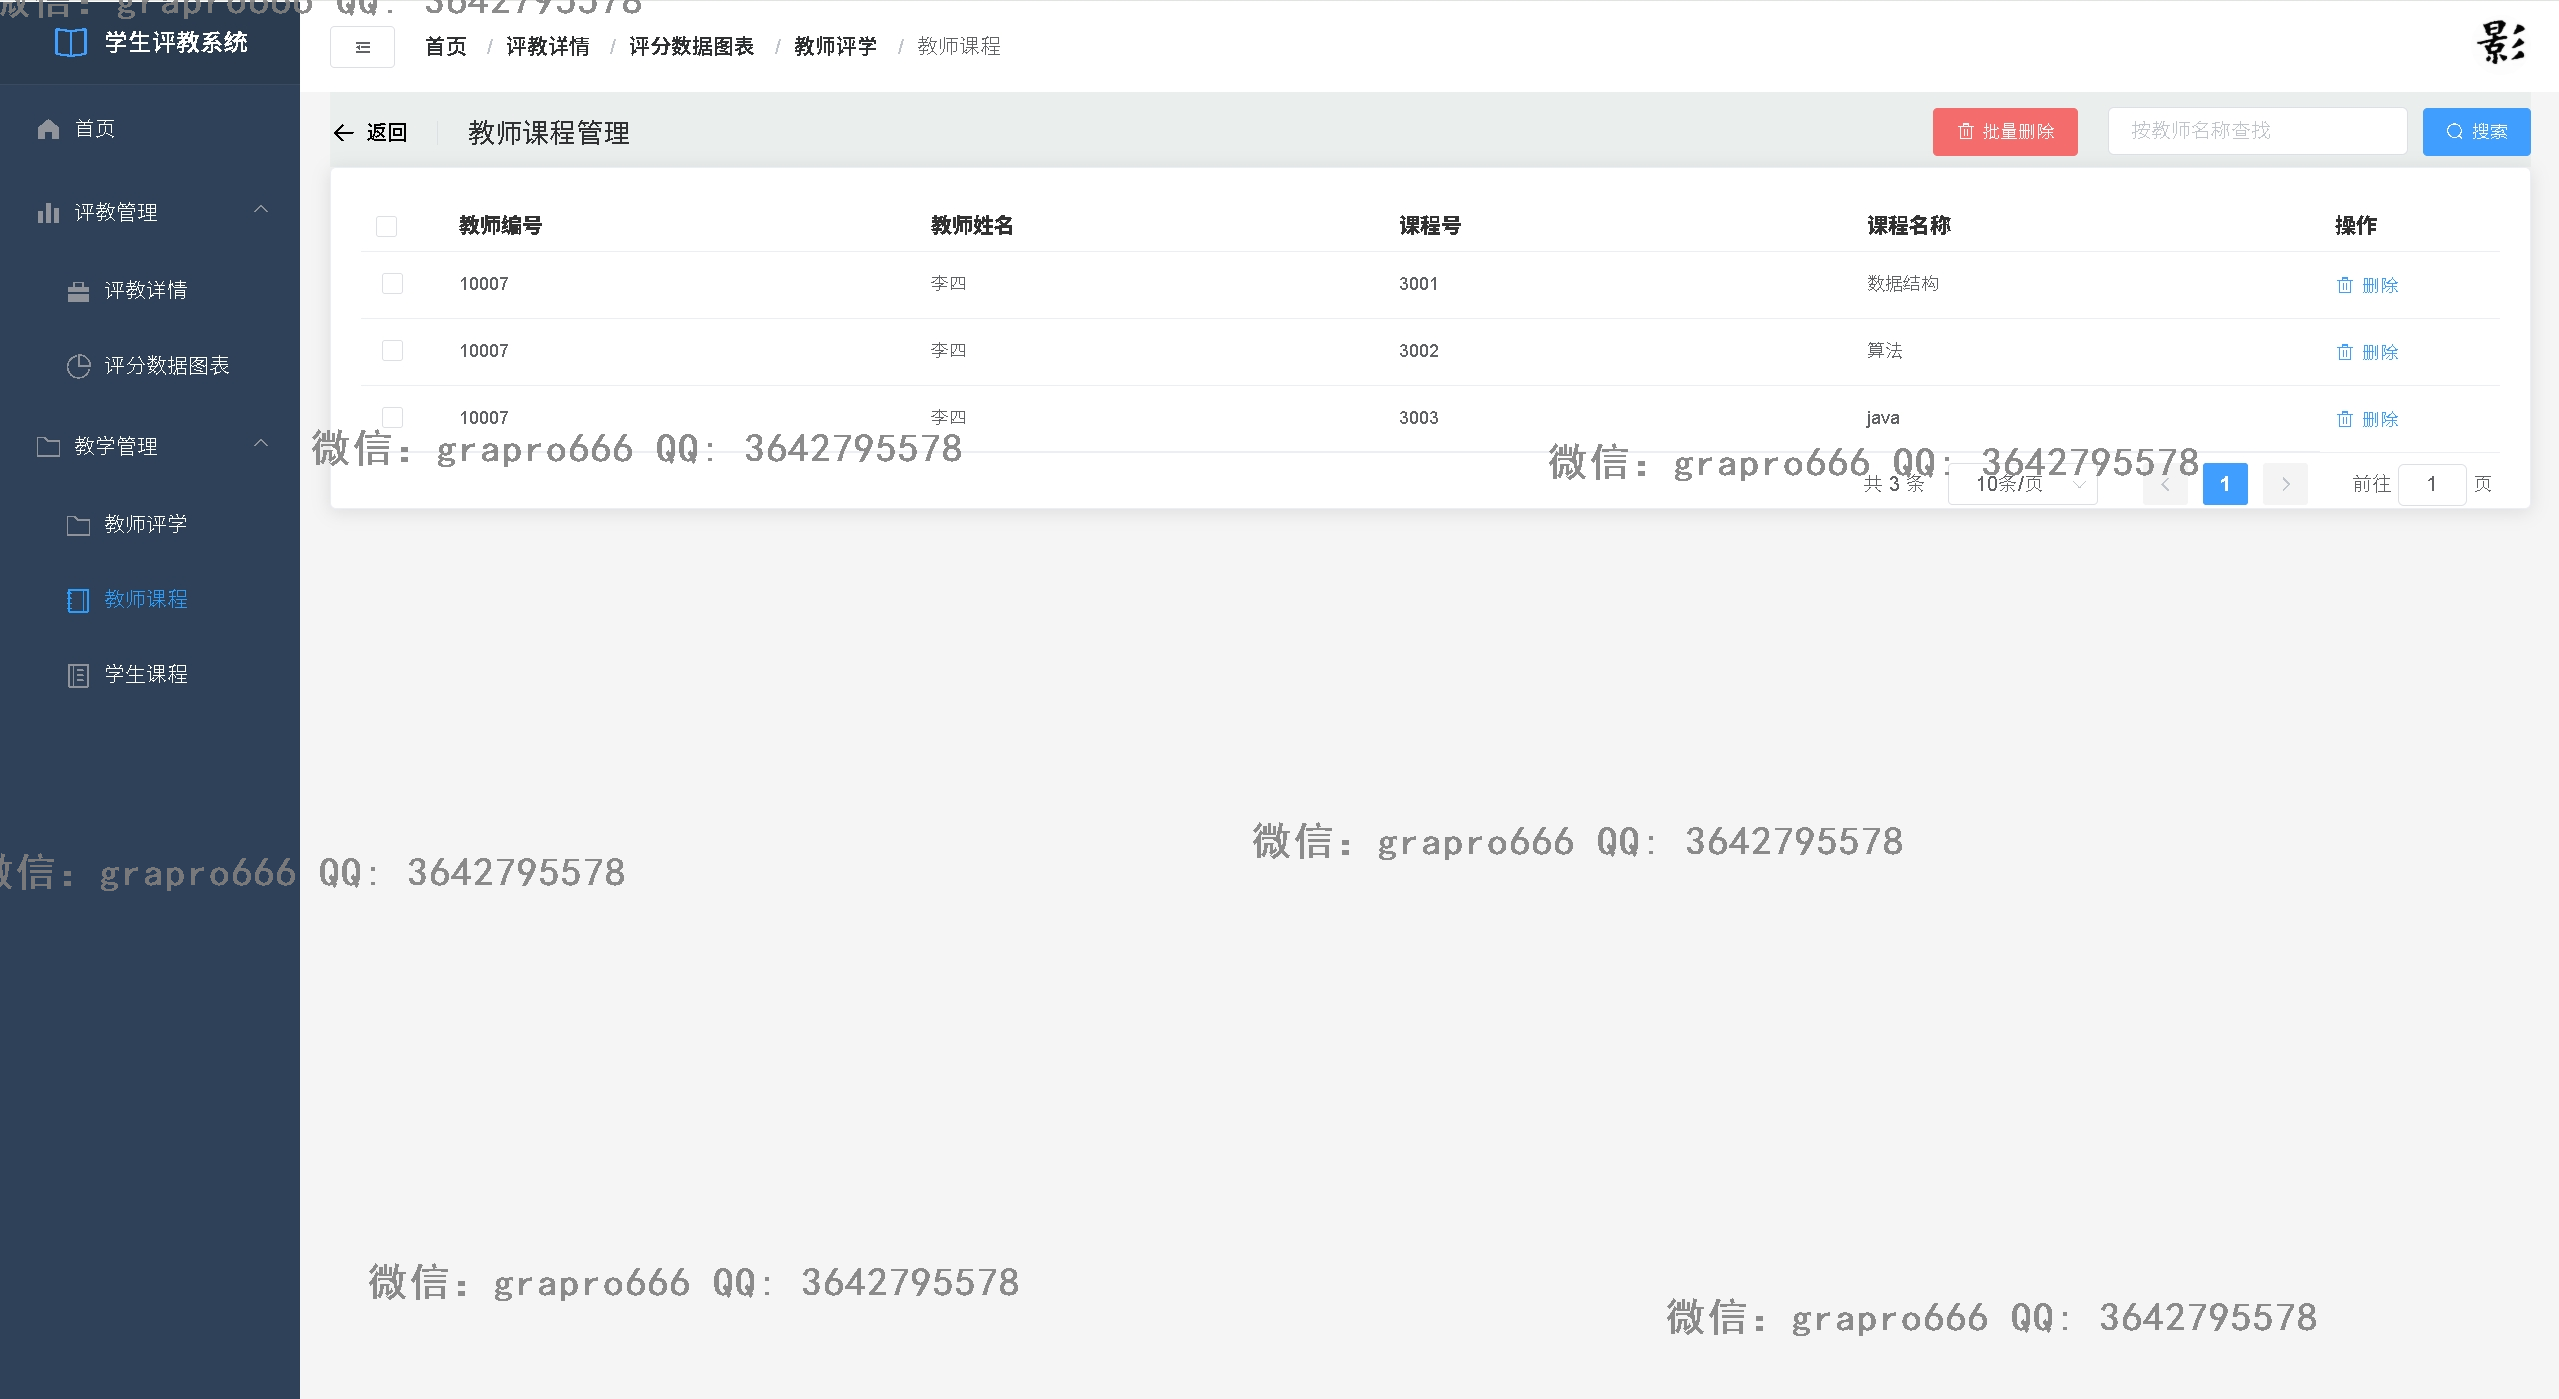 微信: grapro666 QQ: 3642795578
学生评教系统
首页 / 评教详情 / 评分数据图表 / 教师评学 / 教师课程
影
首页
评教管理
评教详情
评分数据图表
教学管理
教师评学
教师课程
学生课程
返回 教师课程管理
批量删除 按教师名称查找 搜索
教师编号 教师姓名 课程号 课程名称 操作
10007 李四 3001 数据结构 删除
10007 李四 3002 算法 删除
10007 李四 3003 java 删除
微信: grapro666 QQ: 3642795578
微信: grapro666 QQ: 3642795578
共 3 条 10条/页 1 前往 1 页
微信: grapro666 QQ: 3642795578
微信: grapro666 QQ: 3642795578
微信: grapro666 QQ: 3642795578
微信: grapro666 QQ: 3642795578